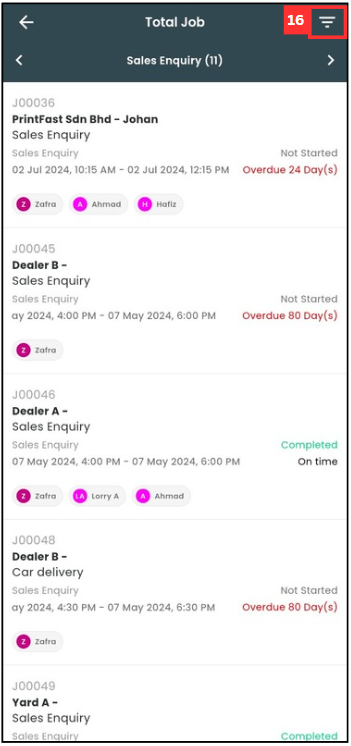 Total Job
16
Sales Enquiry (11)
J00036
PrintFast Sdn Bhd - Johan
Sales Enquiry
Sales Enquiry
Not Started
02 Jul 2024, 10:15 AM - 02 Jul 2024, 12:15 PM
Overdue 24 Day(s)
Z Zafra A Ahmad H Hafiz
J00045
Dealer B -
Sales Enquiry
Sales Enquiry
Not Started
ay 2024, 4:00 PM - 07 May 2024, 6:00 PM
Overdue 80 Day(s)
Z Zafra
J00046
Dealer A -
Sales Enquiry
Sales Enquiry
Completed
07 May 2024, 4:00 PM - 07 May 2024, 6:00 PM
On time
Z Zafra LA Lorry A A Ahmad
J00048
Dealer B -
Car delivery
Sales Enquiry
Not Started
ay 2024, 4:30 PM - 07 May 2024, 6:30 PM
Overdue 80 Day(s)
Z Zafra
J00049
Yard A -
Sales Enquiry
Sales Enquiry
Completed